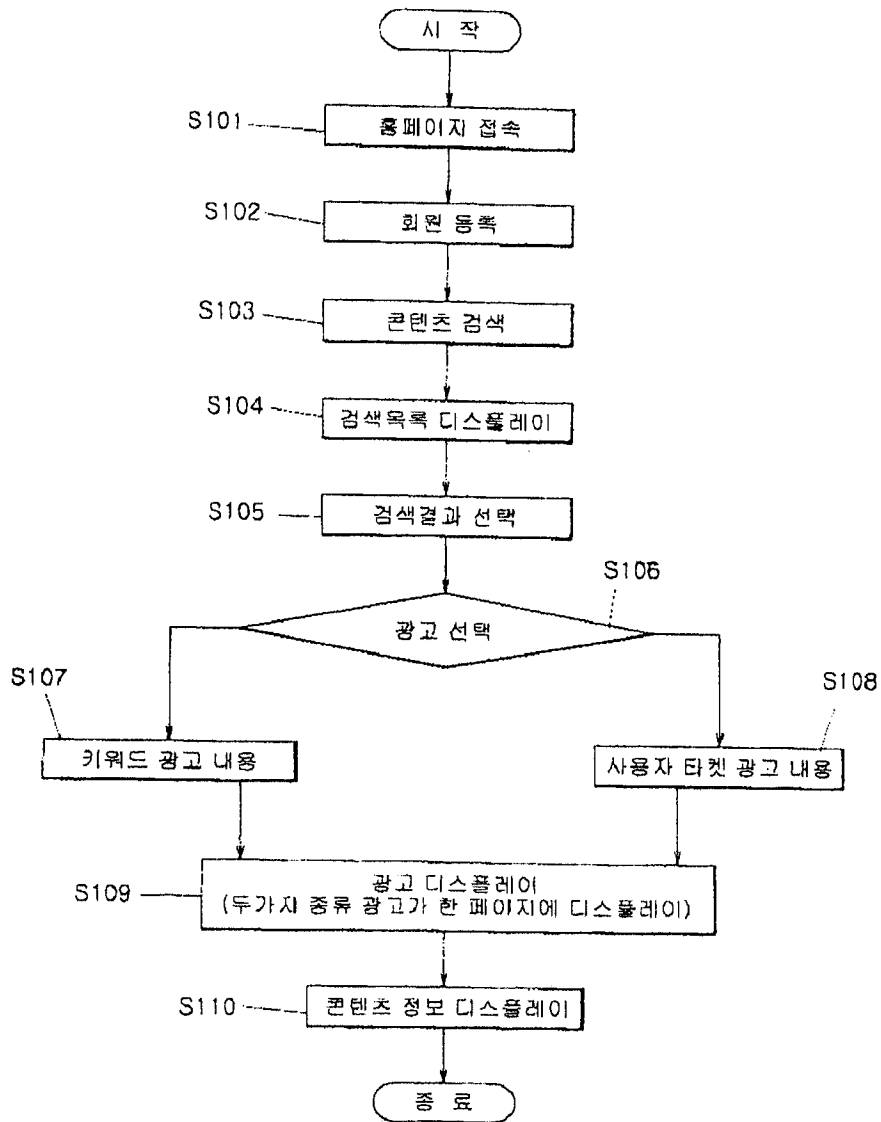 시 작
S101
홈페이지 접속
S102
회원 등록
S103
콘텐츠 검색
S104
검색목록 디스플레이
S105
검색결과 선택
S106
광고 선택
S107
S108
키워드 광고 내용
사용자 타켓 광고 내용
광고 디스플레이
S109
(두가지 종류 광고가 한 페이지에 디스플레이)
S110
콘텐츠 정보 디스플레이
종 료